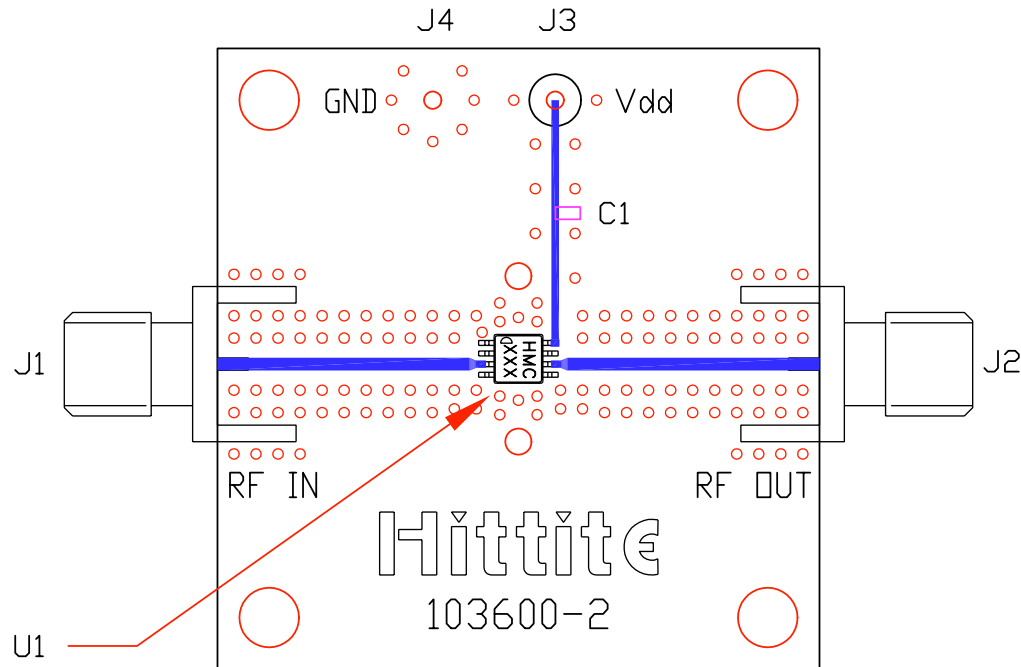 J4 J3
GND Vdd
C1
J1 J2
HMC
XXX
RF IN RF OUT
Hittite
103600-2
U1